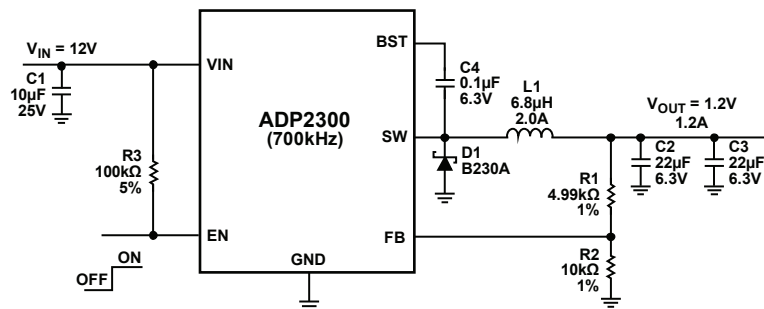 VIN = 12V
C1
10µF
25V
R3
100kΩ
5%
ON
OFF
VIN
EN
ADP2300
(700kHz)
GND
BST
SW
FB
C4
0.1µF
6.3V
L1
6.8µH
2.0A
D1
B230A
VOUT = 1.2V
1.2A
C2
22µF
6.3V
C3
22µF
6.3V
R1
4.99kΩ
1%
R2
10kΩ
1%